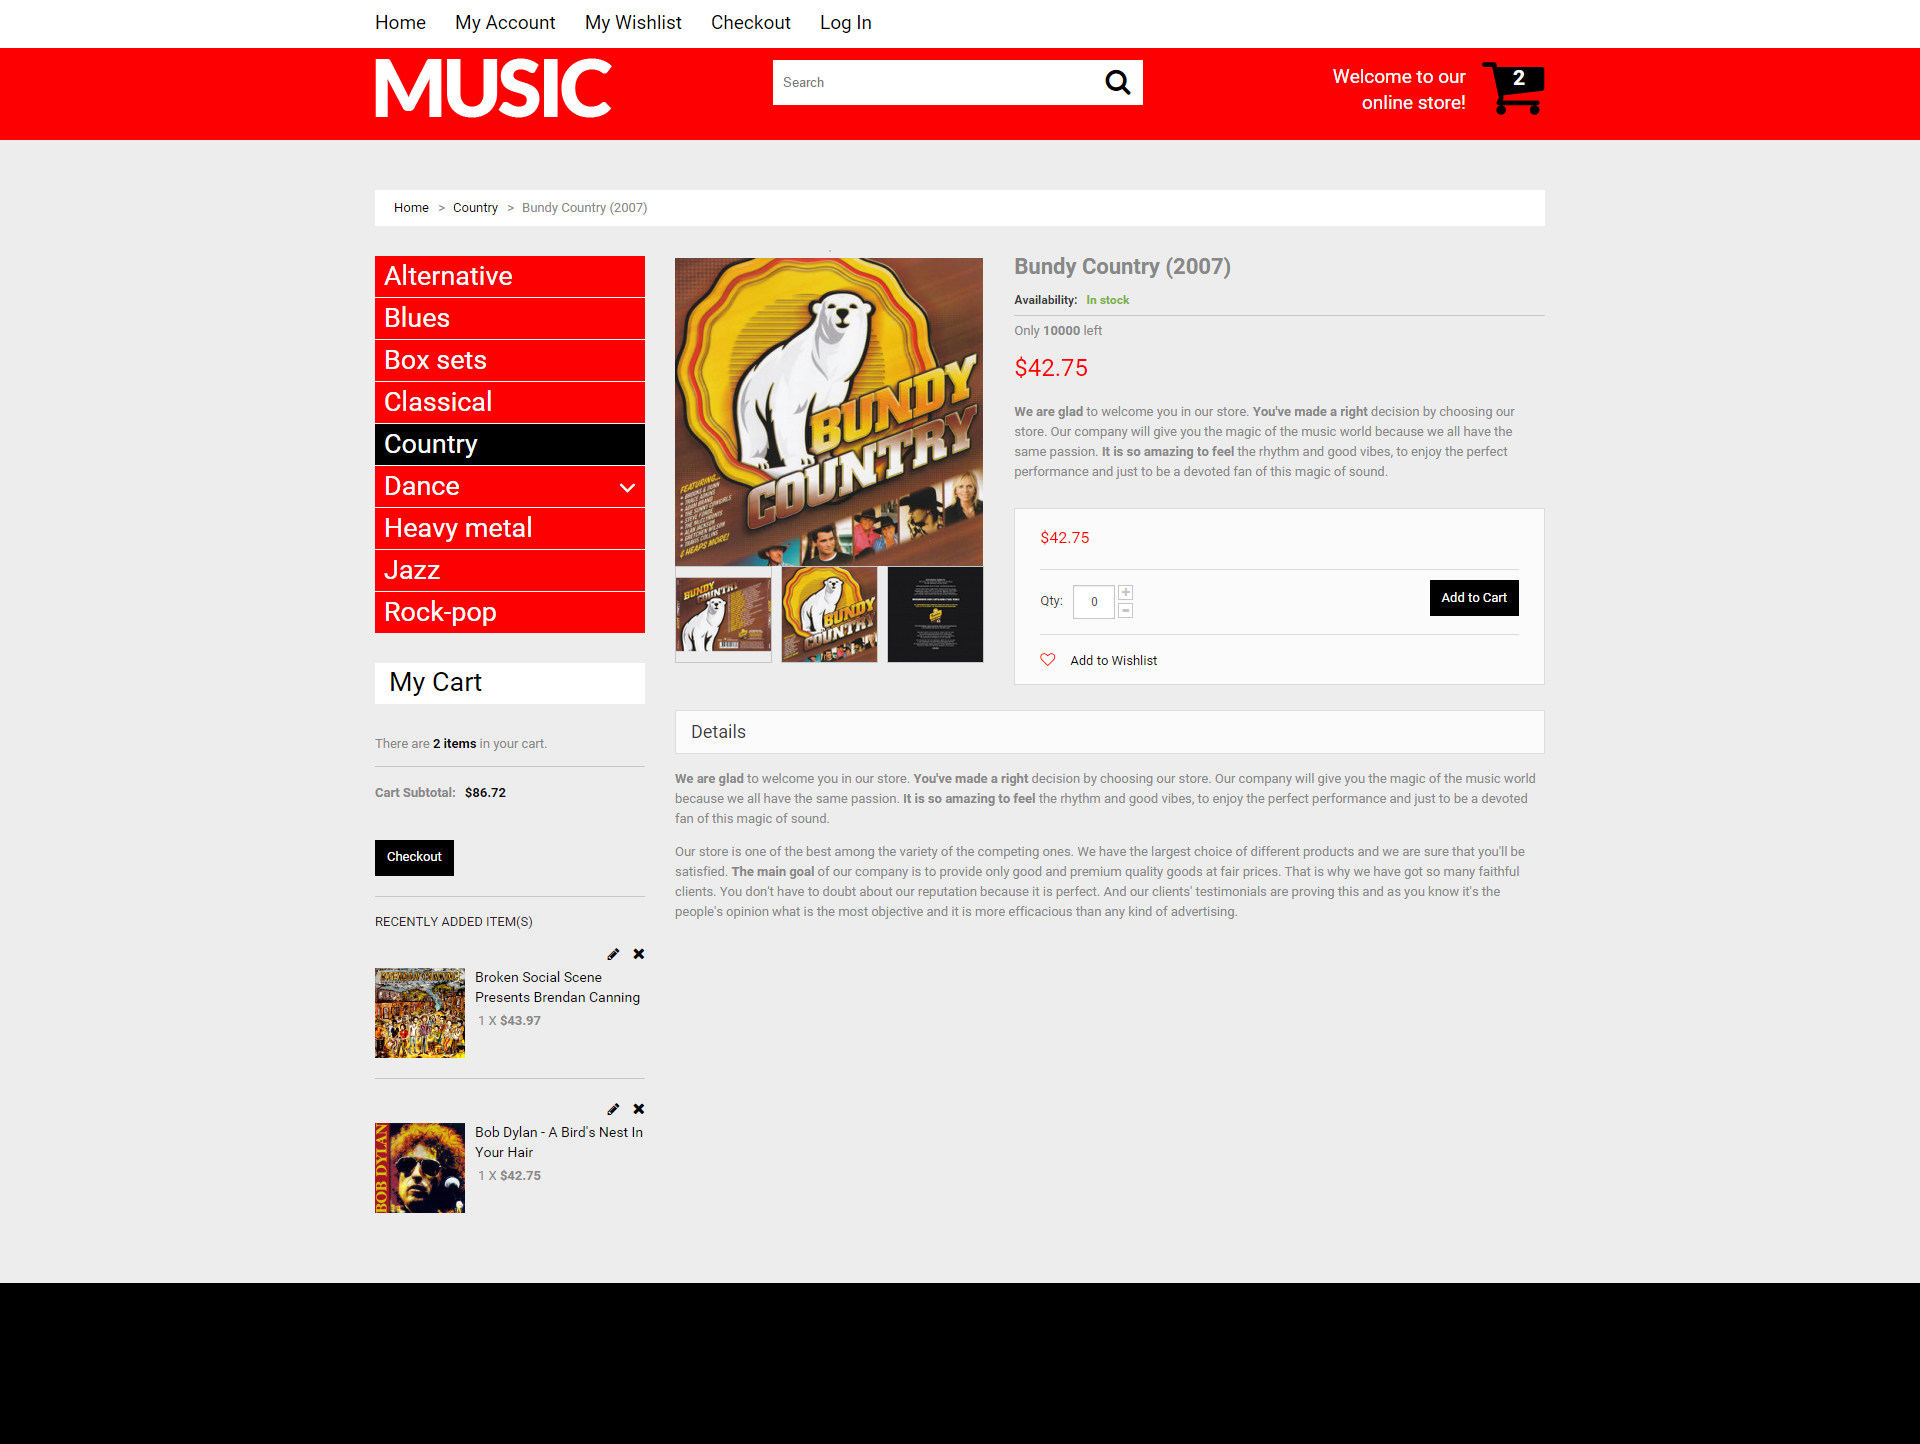 Home My Account My Wishlist Checkout Log In
MUSIC
Search
Welcome to our
online store!
2
Home > Country > Bundy Country (2007)
Alternative
Blues
Box sets
Classical
Country
Dance
Heavy metal
Jazz
Rock-pop
My Cart
There are 2 items in your cart.
Cart Subtotal: $86.72
Checkout
RECENTLY ADDED ITEM(S)
Broken Social Scene
Presents Brendan Canning
1 X $43.97
BOB DYLAN
Bob Dylan - A Bird's Nest In
Your Hair
1 X $42.75
BUNDY
COUNTRY
FEATURING...
& HEAPS MORE!
BUNDY
COUNTRY
BUNDY
COUNTRY
Bundy Country (2007)
Availability: In stock
Only 10000 left
$42.75
We are glad to welcome you in our store. You've made a right decision by choosing our
store. Our company will give you the magic of the music world because we all have the
same passion. It is so amazing to feel the rhythm and good vibes, to enjoy the perfect
performance and just to be a devoted fan of this magic of sound.
$42.75
Qty: 0
Add to Cart
Add to Wishlist
Details
We are glad to welcome you in our store. You've made a right decision by choosing our store. Our company will give you the magic of the music world
because we all have the same passion. It is so amazing to feel the rhythm and good vibes, to enjoy the perfect performance and just to be a devoted
fan of this magic of sound.
Our store is one of the best among the variety of the competing ones. We have the largest choice of different products and we are sure that you'll be
satisfied. The main goal of our company is to provide only good and premium quality goods at fair prices. That is why we have got so many faithful
clients. You don't have to doubt about our reputation because it is perfect. And our clients' testimonials are proving this and as you know it's the
people's opinion what is the most objective and it is more efficacious than any kind of advertising.